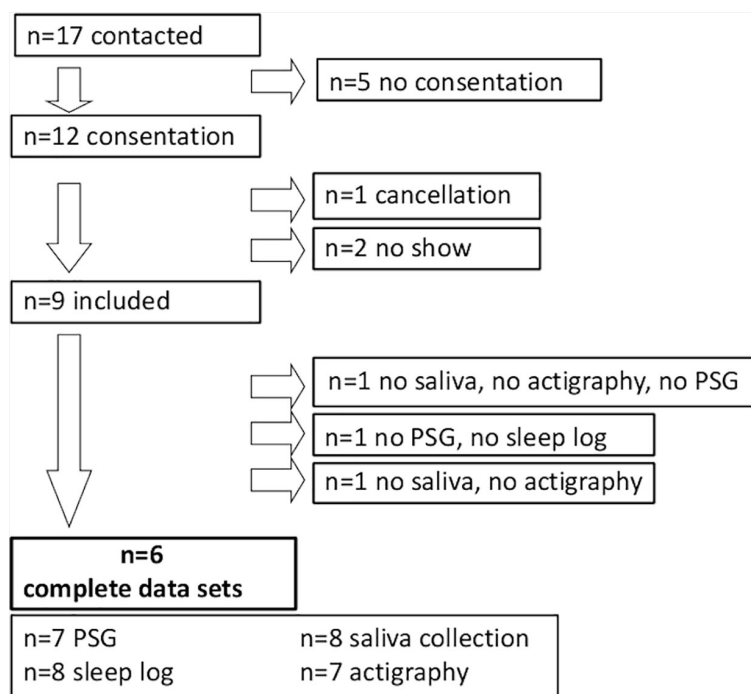 n=17 contacted
n=5 no consentation
n=12 consentation
n=1 cancellation
n=2 no show
n=9 included
n=1 no saliva, no actigraphy, no PSG
n=1 no PSG, no sleep log
n=1 no saliva, no actigraphy
n=6
complete data sets
n=7 PSG n=8 saliva collection
n=8 sleep log n=7 actigraphy